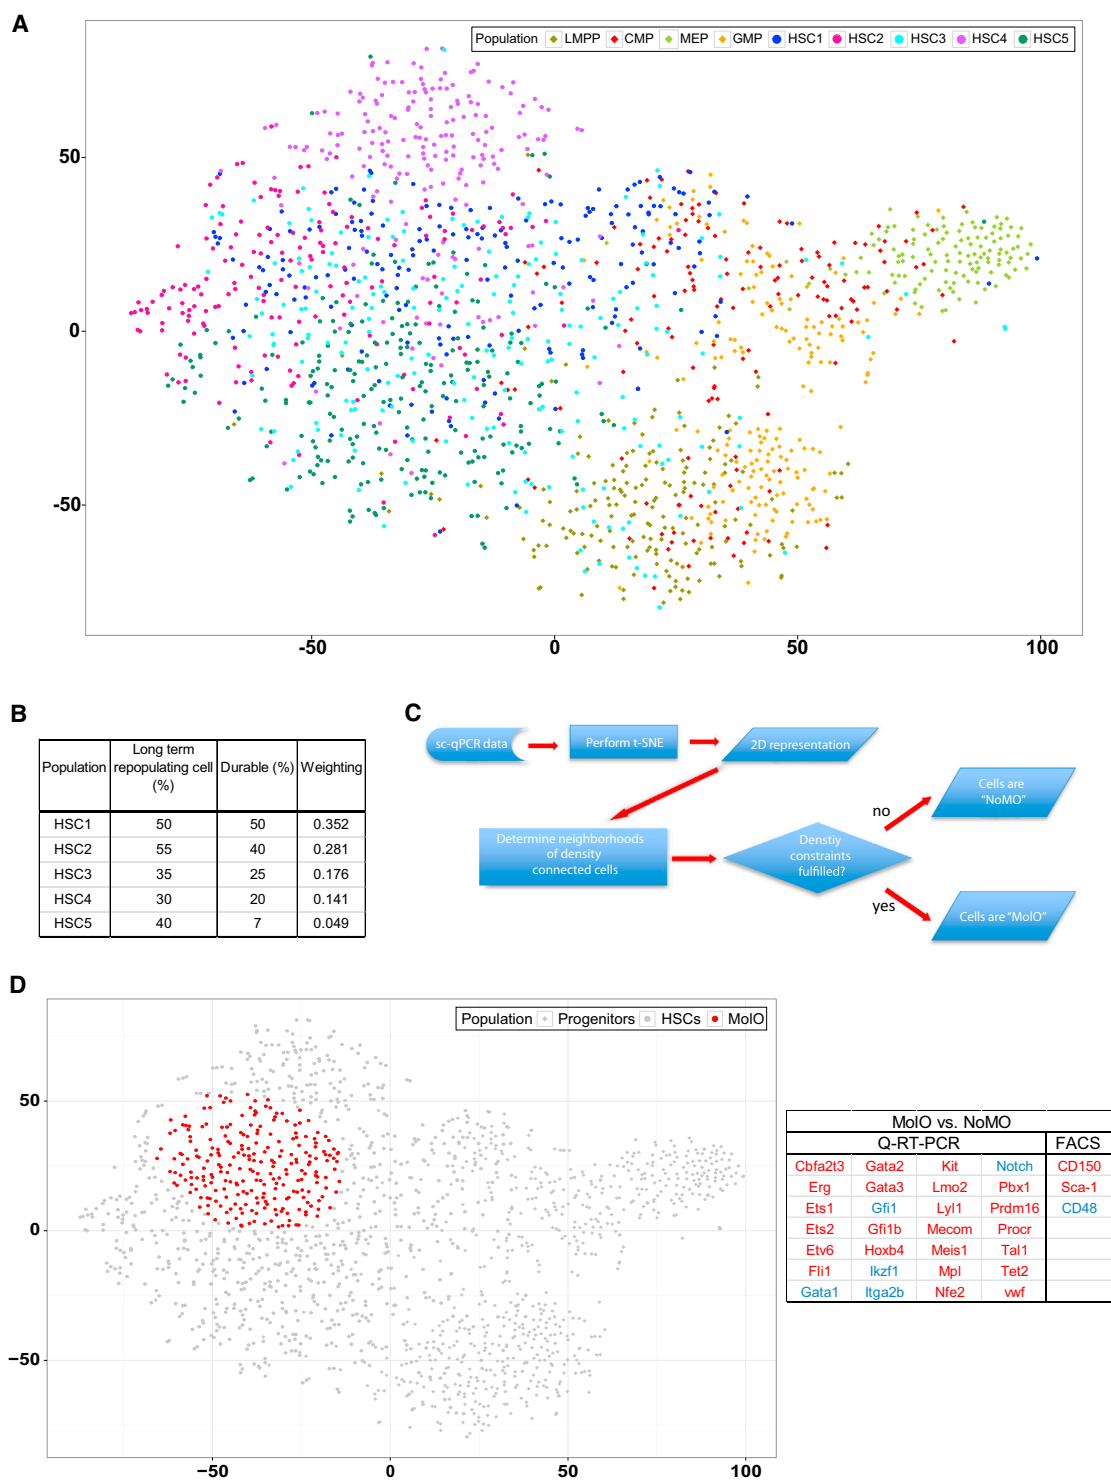 A
Population LMPP CMP MEP GMP HSC1 HSC2 HSC3 HSC4 HSC5
50
0
-50
-50 0 50 100
B
Population Long term repopulating cell (%) Durable (%) Weighting
HSC1 50 50 0.352
HSC2 55 40 0.281
HSC3 35 25 0.176
HSC4 30 20 0.141
HSC5 40 7 0.049
C
sc-qPCR data
Perform t-SNE
2D representation
Determine neighborhoods
of density
connected cells
Denstiy
constraints
fulfilled?
no
Cells are
"NoMO"
yes
Cells are "MolO"
D
Population Progenitors HSCs MolO
50
0
−50
−50 0 50 100
MolO vs. NoMO
Q-RT-PCR FACS
Cbfa2t3 Gata2 Kit Notch CD150
Erg Gata3 Lmo2 Pbx1 Sca-1
Ets1 Gfi1 Lyl1 Prdm16 CD48
Ets2 Gfi1b Mecom Procr
Etv6 Hoxb4 Meis1 Tal1
Fli1 Ikzf1 Mpl Tet2
Gata1 Itga2b Nfe2 vwf